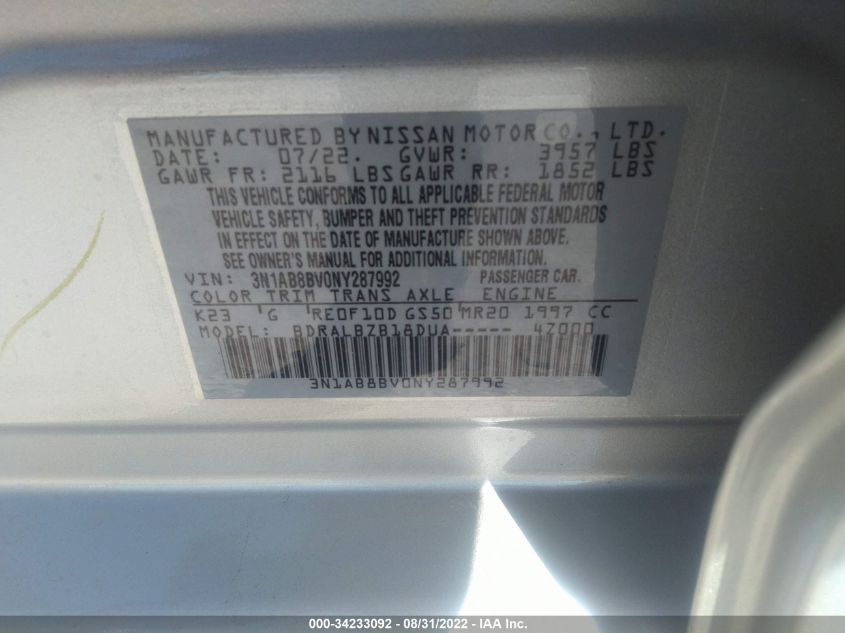 MANUFACTURED BY NISSAN MOTOR CO., LTD.
DATE: 07/22. GVWR: 3957 LBS
GAWR FR: 2116 LBS GAWR RR: 1852 LBS
THIS VEHICLE CONFORMS TO ALL APPLICABLE FEDERAL MOTOR
VEHICLE SAFETY, BUMPER AND THEFT PREVENTION STANDARDS
IN EFFECT ON THE DATE OF MANUFACTURE SHOWN ABOVE.
SEE OWNER'S MANUAL FOR ADDITIONAL INFORMATION.
VIN: 3N1AB8BV0NY287992 PASSENGER CAR.
COLOR TRIM TRANS AXLE ENGINE
K23 'G 'RE0F10D GS50'MR20 1997 CC
MODEL: BDRALBZB18DUA----- 4Z000
3N1AB8BV0NY287992
000-34233092 - 08/31/2022 - IAA Inc.